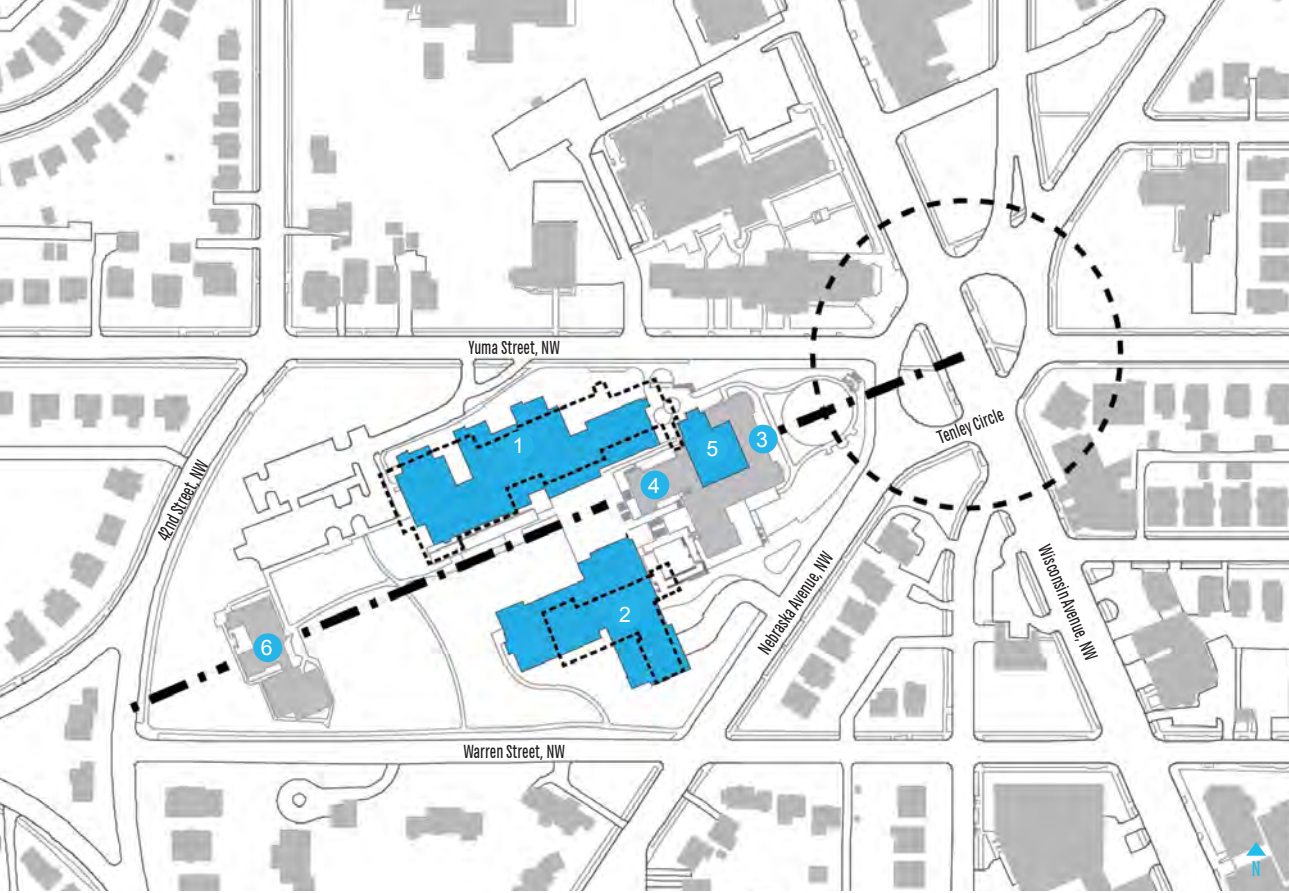 Yuma Street, NW
Tenley Circle
1
3
5
4
42nd Street, NW
Wisconsin Avenue, NW
Nebraska Avenue, NW
2
6
Warren Street, NW
N